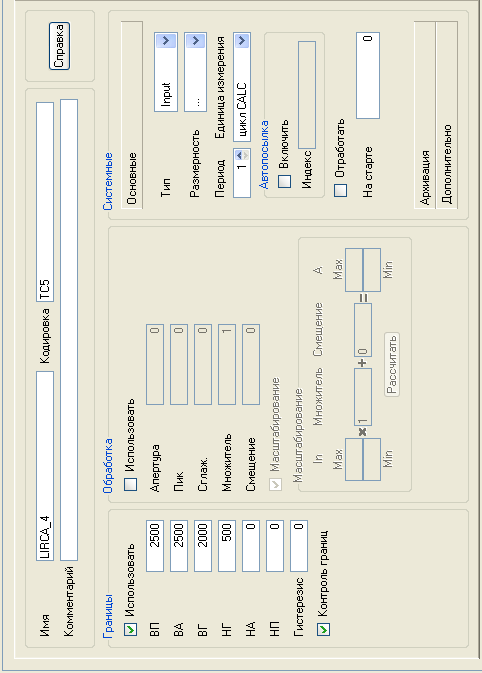 Имя LIRCA_4 Кодировка TC5 Справка
Комментарий
Границы
Использовать
ВП 2500
ВА 2500
ВГ 2000
НГ 500
НА 0
НП 0
Гистерезис 0
Контроль границ
Обработка
Использовать
Апертура 0
Пик 0
Сглаж. 0
Множитель 1
Смещение 0
Масштабирование
Масштабирование
In Множитель Смещение A
Max Max
× 1 + 0 =
Min Min
Рассчитать
Системные
Основные
Тип Input
Размерность ...
Период Единица измерения
1 цикл CALC
Автопосылка
Включить
Индекс
Отработать
На старте 0
Архивация
Дополнительно